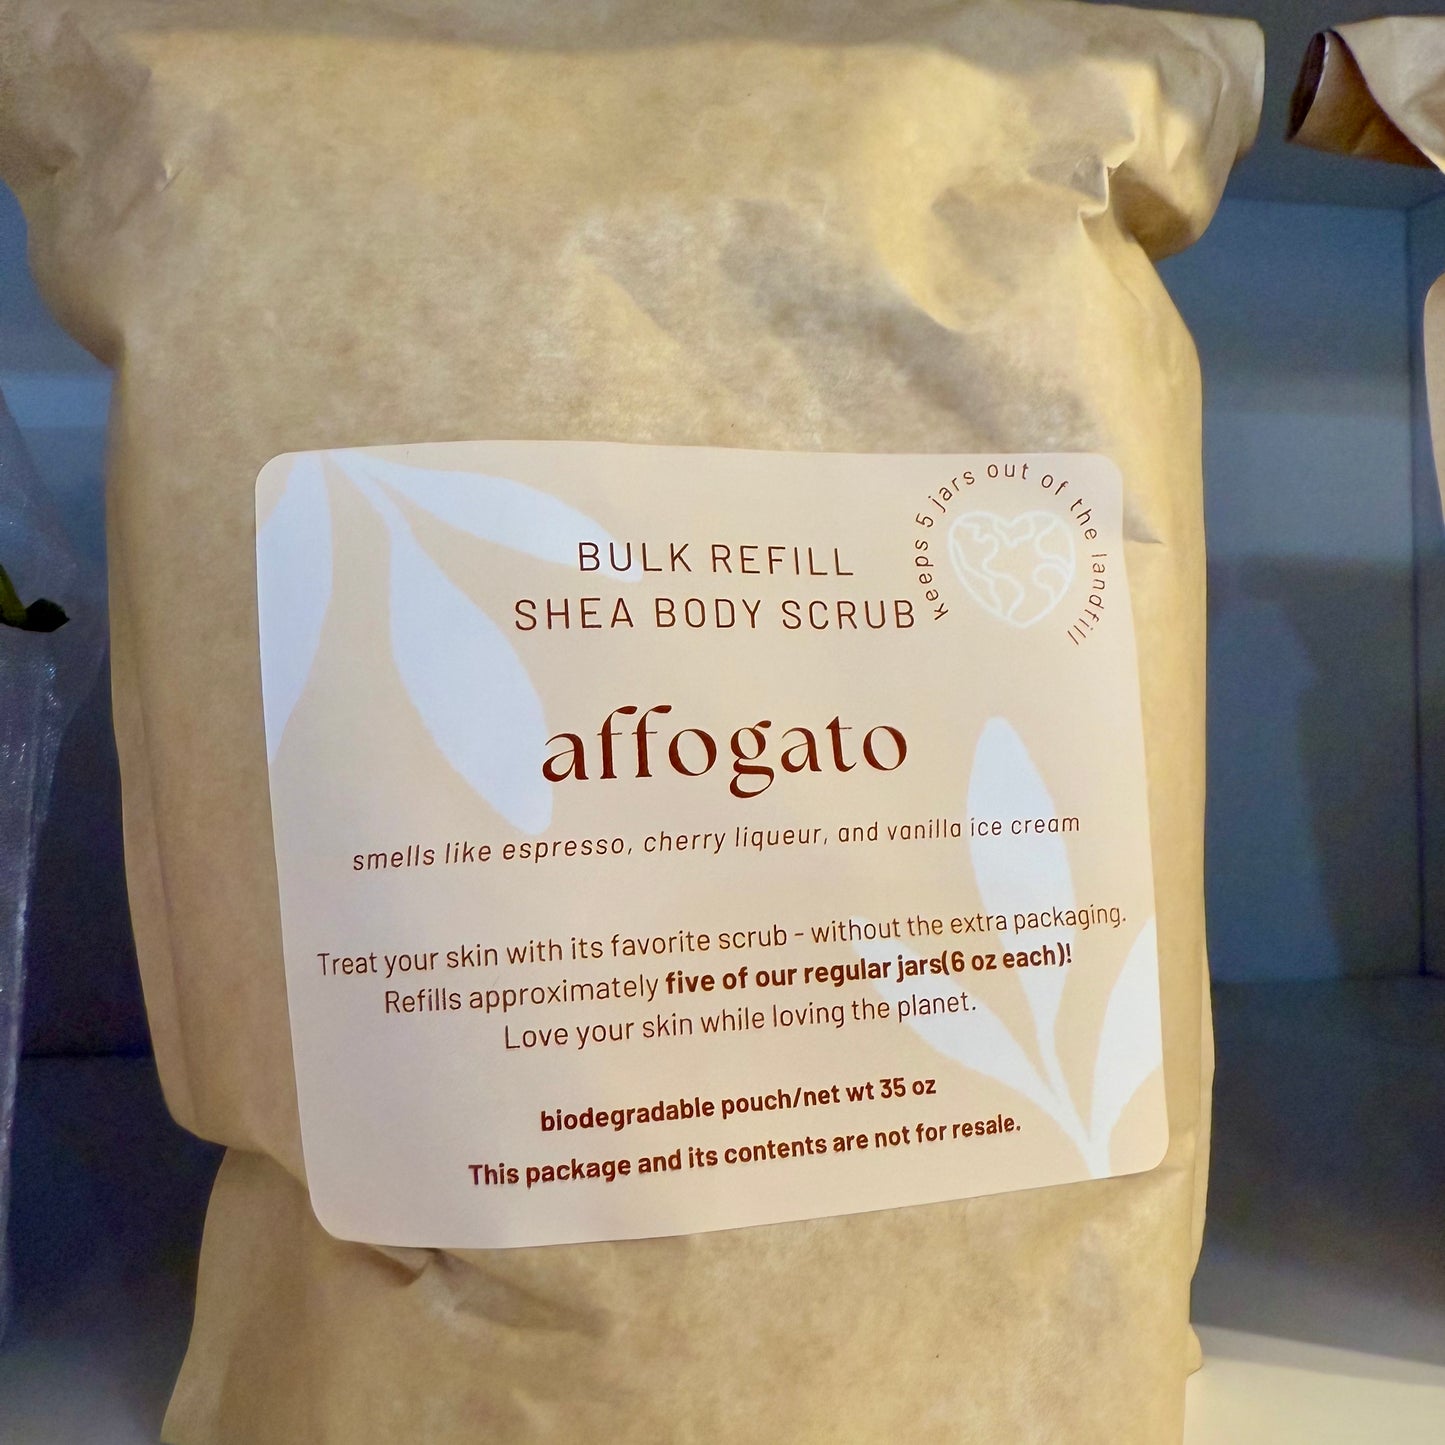 keeps 5 jars out of the landfill
BULK REFILL
SHEA BODY SCRUB
affogato
smells like espresso, cherry liqueur, and vanilla ice cream
Treat your skin with its favorite scrub - without the extra packaging.
Refills approximately five of our regular jars(6 oz each)!
Love your skin while loving the planet.
biodegradable pouch/net wt 35 oz
This package and its contents are not for resale.